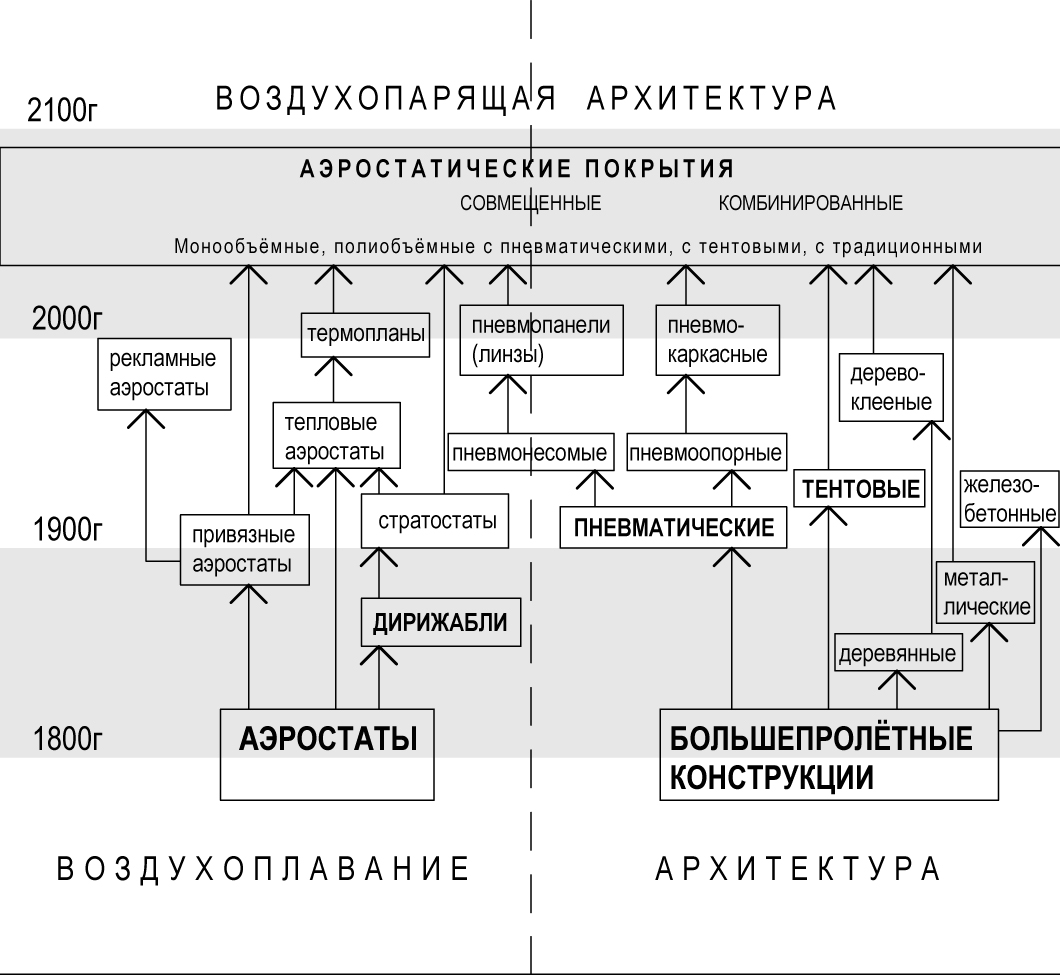 ВОЗДУХОПАРЯЩАЯ АРХИТЕКТУРА
2100г
АЭРОСТАТИЧЕСКИЕ ПОКРЫТИЯ
СОВМЕЩЕННЫЕ
КОМБИНИРОВАННЫЕ
Монообъёмные, полиобъёмные с пневматическими, с тентовыми, с традиционными
2000г
термопланы
пневмопанели
(линзы)
пневмо-
каркасные
рекламные
аэростаты
дерево-
клееные
тепловые
аэростаты
пневмонесомые
пневмоопорные
ТЕНТОВЫЕ
железо-
бетонные
1900г
привязные
аэростаты
стратостаты
ПНЕВМАТИЧЕСКИЕ
метал-
лические
ДИРИЖАБЛИ
деревянные
1800г
АЭРОСТАТЫ
БОЛЬШЕПРОЛЁТНЫЕ
КОНСТРУКЦИИ
ВОЗДУХОПЛАВАНИЕ
АРХИТЕКТУРА